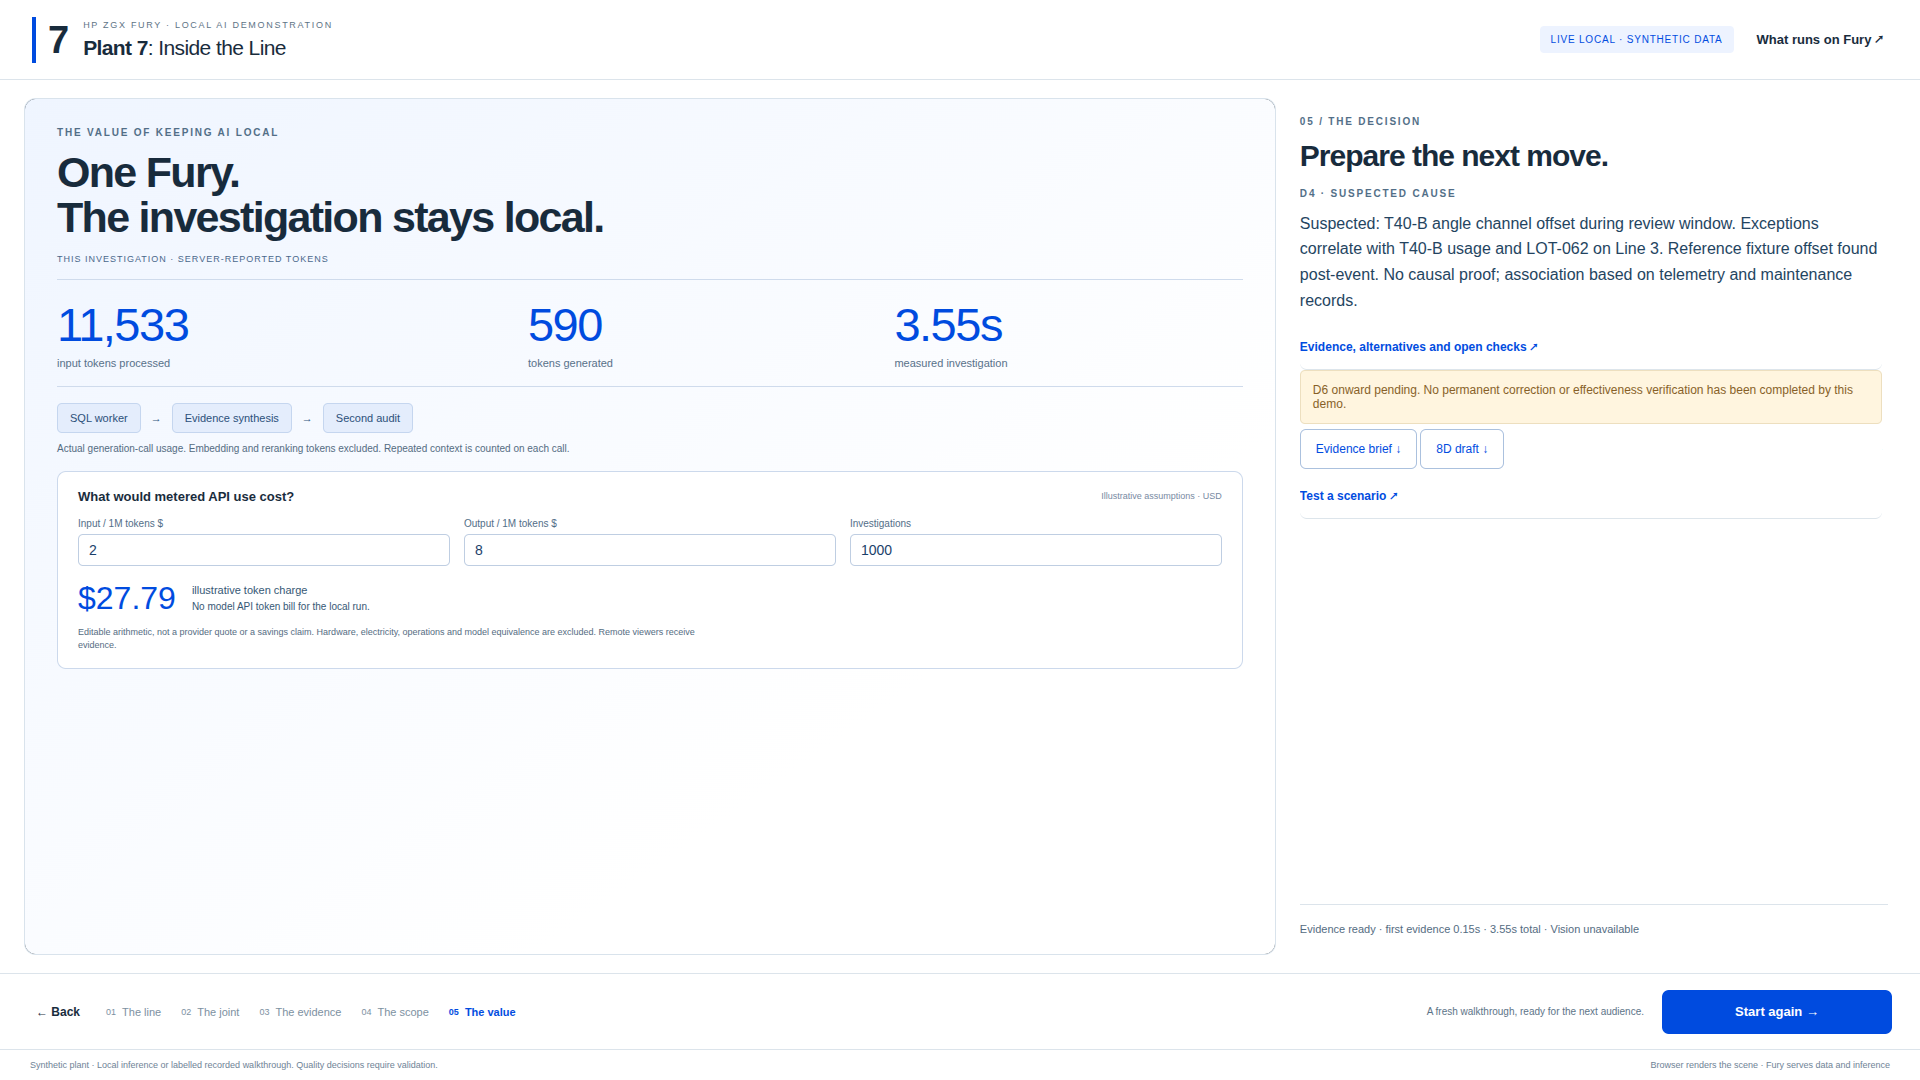 7
HP ZGX FURY · LOCAL AI DEMONSTRATION
Plant 7: Inside the Line
LIVE LOCAL · SYNTHETIC DATA
What runs on Fury ↗
THE VALUE OF KEEPING AI LOCAL
One Fury.
The investigation stays local.
THIS INVESTIGATION · SERVER-REPORTED TOKENS
11,533
input tokens processed
590
tokens generated
3.55s
measured investigation
SQL worker → Evidence synthesis → Second audit
Actual generation-call usage. Embedding and reranking tokens excluded. Repeated context is counted on each call.
What would metered API use cost?
Illustrative assumptions · USD
Input / 1M tokens $
2
Output / 1M tokens $
8
Investigations
1000
$27.79
illustrative token charge
No model API token bill for the local run.
Editable arithmetic, not a provider quote or a savings claim. Hardware, electricity, operations and model equivalence are excluded. Remote viewers receive
evidence.
05 / THE DECISION
Prepare the next move.
D4 · SUSPECTED CAUSE
Suspected: T40-B angle channel offset during review window. Exceptions
correlate with T40-B usage and LOT-062 on Line 3. Reference fixture offset found
post-event. No causal proof; association based on telemetry and maintenance
records.
Evidence, alternatives and open checks ↗
D6 onward pending. No permanent correction or effectiveness verification has been completed by this
demo.
Evidence brief ↓
8D draft ↓
Test a scenario ↗
Evidence ready · first evidence 0.15s · 3.55s total · Vision unavailable
← Back
01 The line
02 The joint
03 The evidence
04 The scope
05 The value
A fresh walkthrough, ready for the next audience.
Start again →
Synthetic plant · Local inference or labelled recorded walkthrough. Quality decisions require validation.
Browser renders the scene · Fury serves data and inference